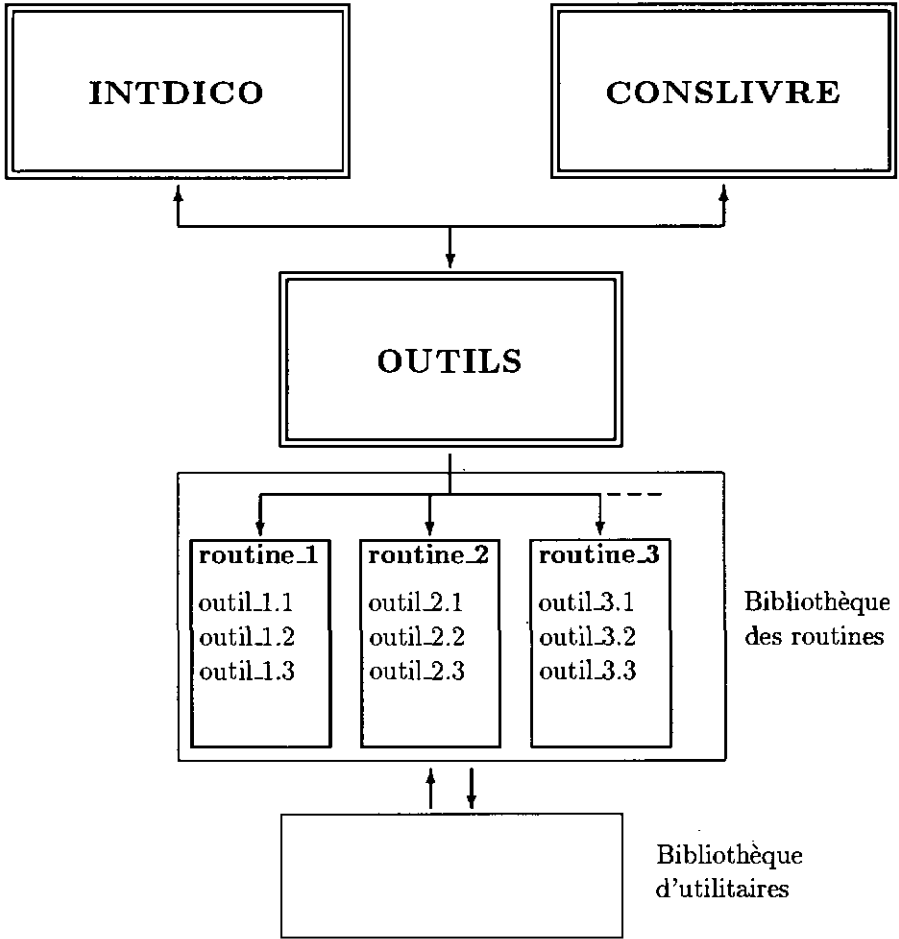 INTDICO
CONSLIVRE
OUTILS
routine_1
outil_1.1
outil_1.2
outil_1.3
routine_2
outil_2.1
outil_2.2
outil_2.3
routine_3
outil_3.1
outil_3.2
outil_3.3
Bibliothèque
des routines
Bibliothèque
d'utilitaires